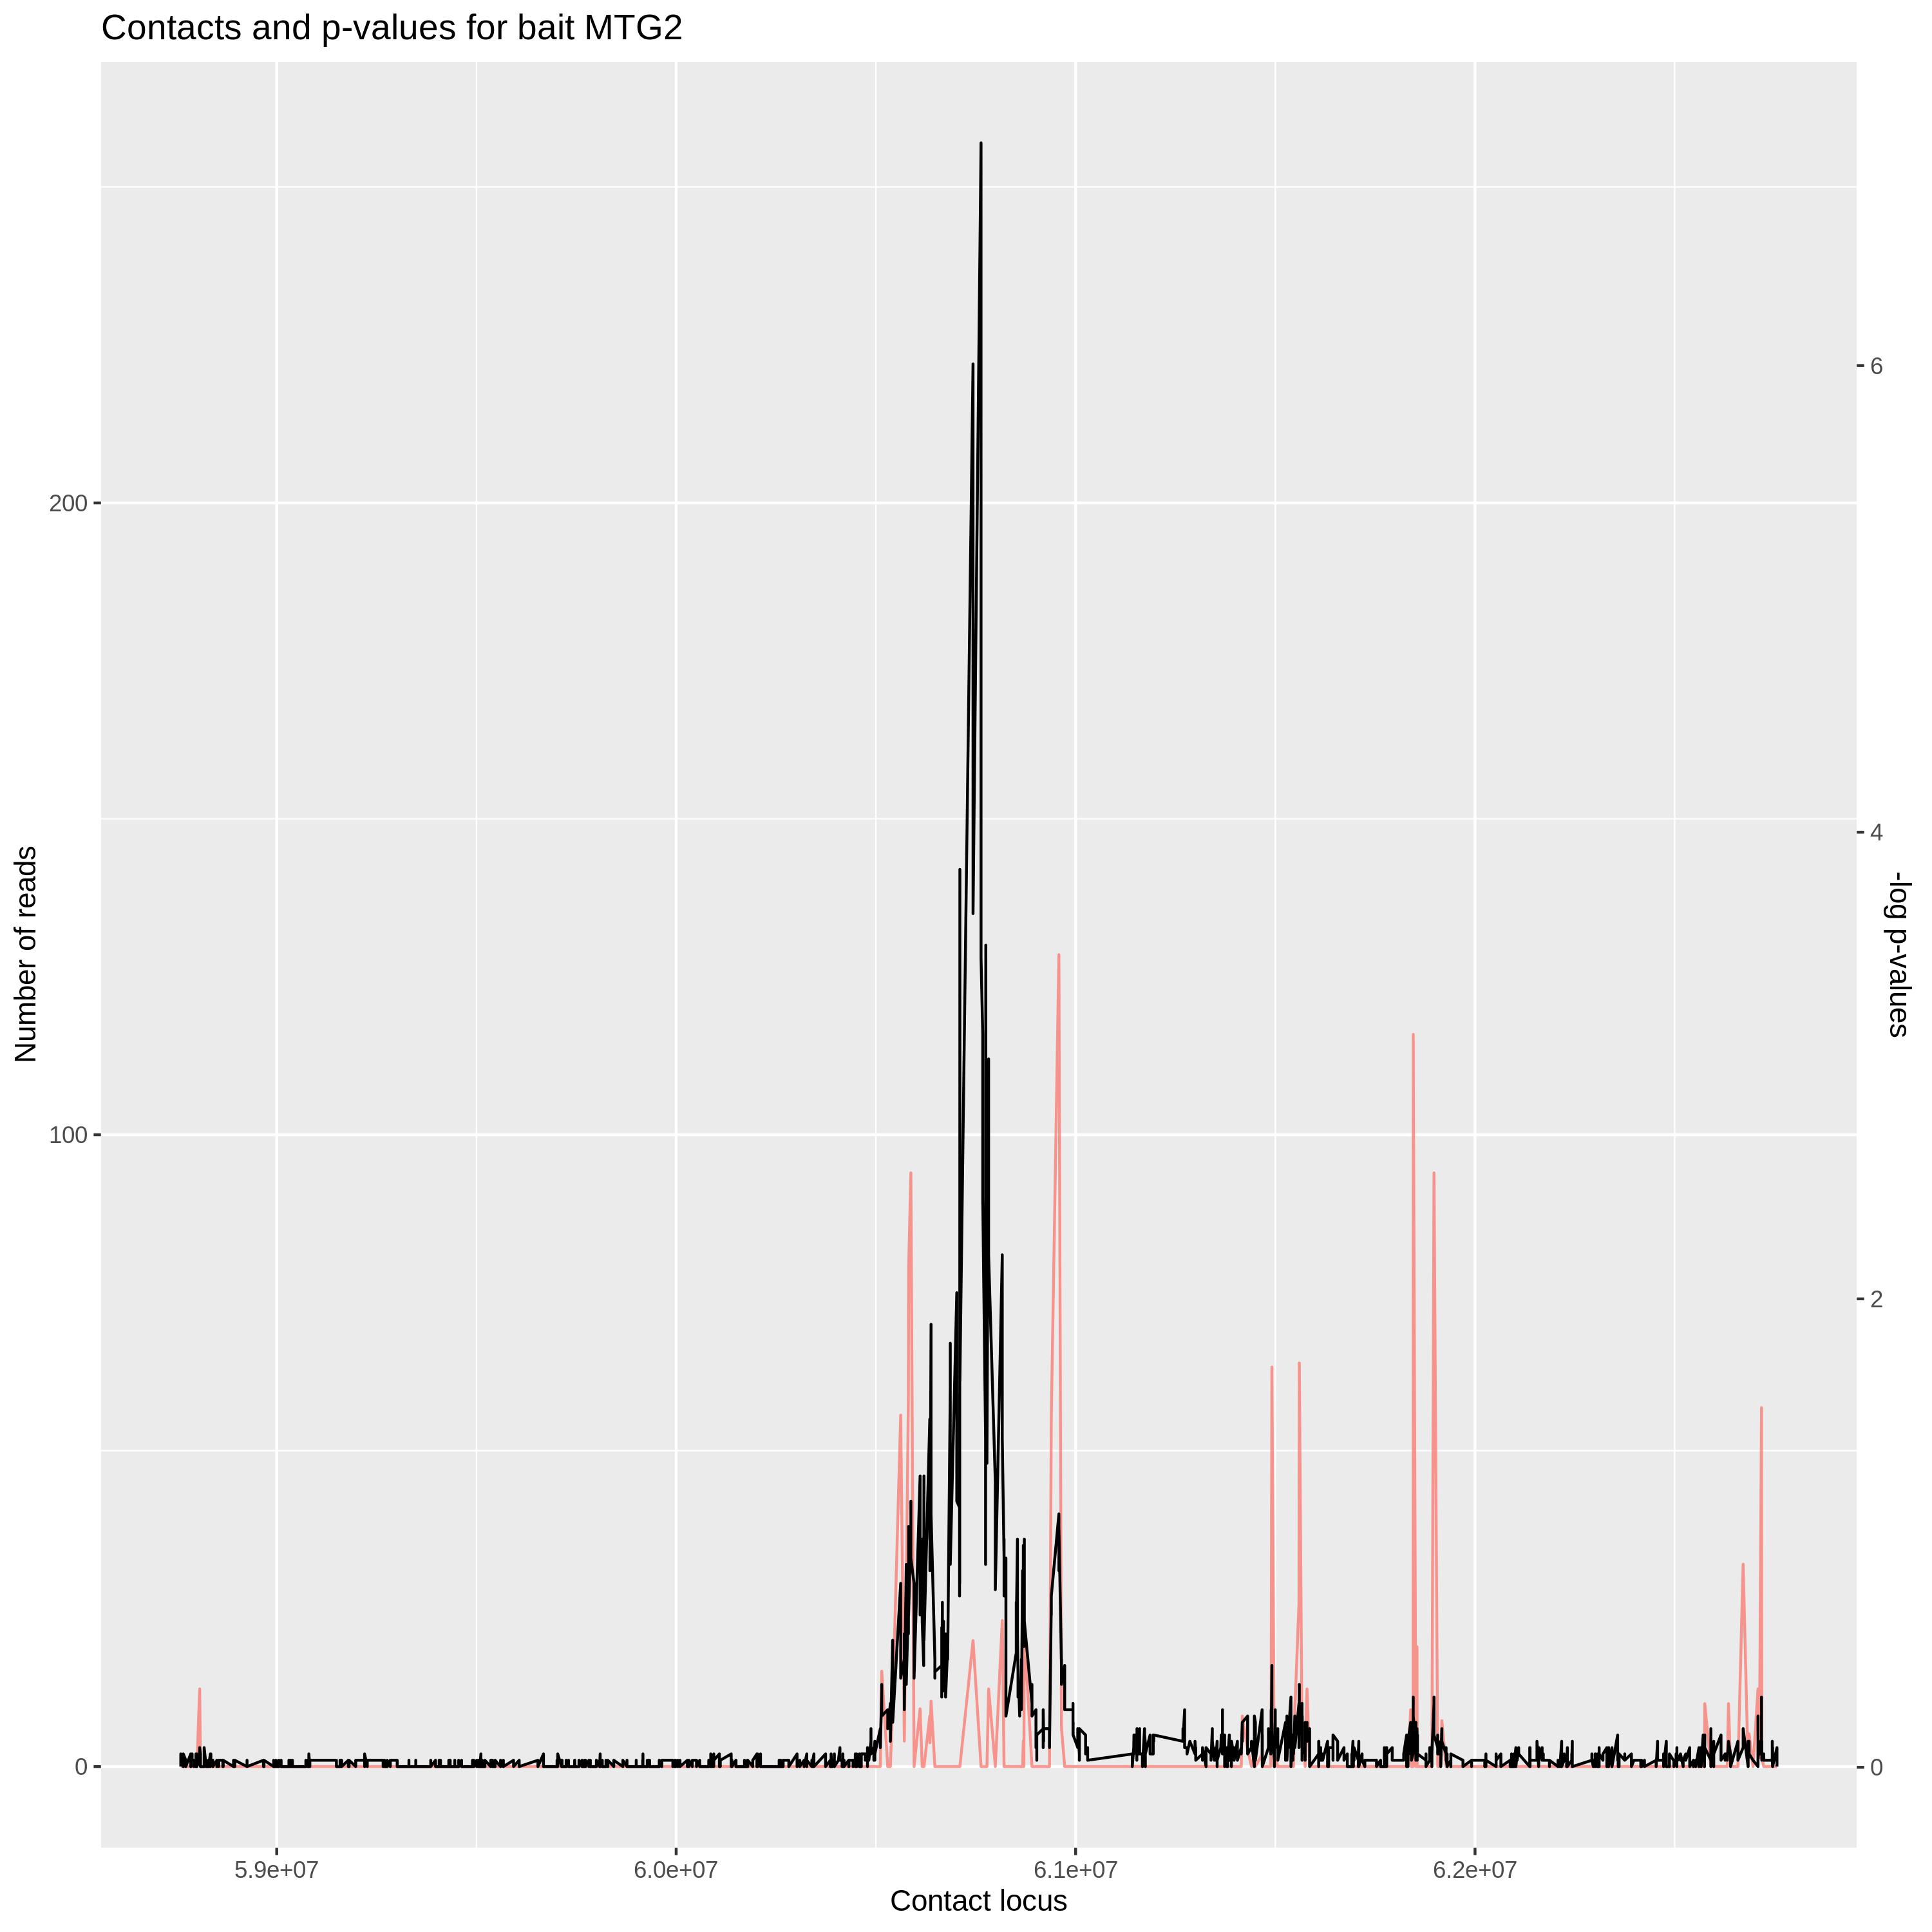 Contacts and p-values for bait MTG2
Number of reads
200
100
0
6
4
2
0
-log p-values
5.9e+07
6.0e+07
6.1e+07
6.2e+07
Contact locus